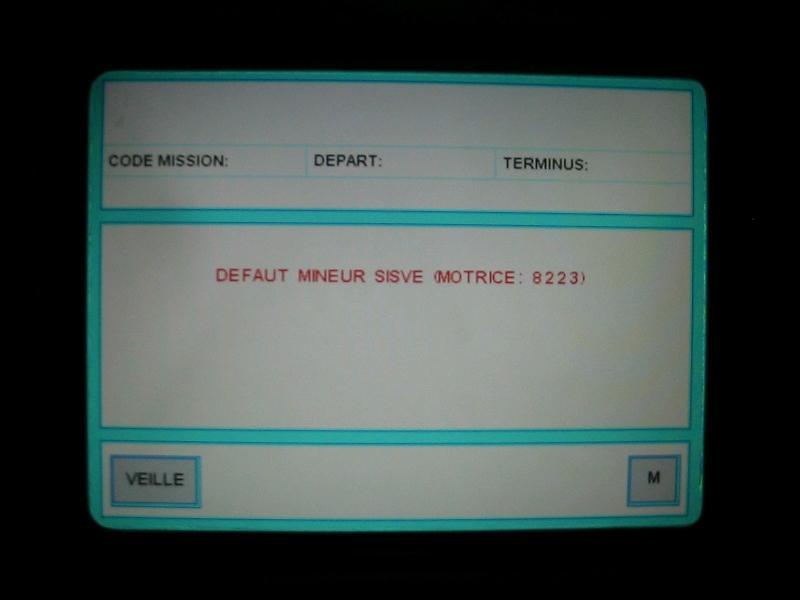 CODE MISSION: DEPART: TERMINUS:
DEFAUT MINEUR SISVE (MOTRICE: 8223)
VEILLE M